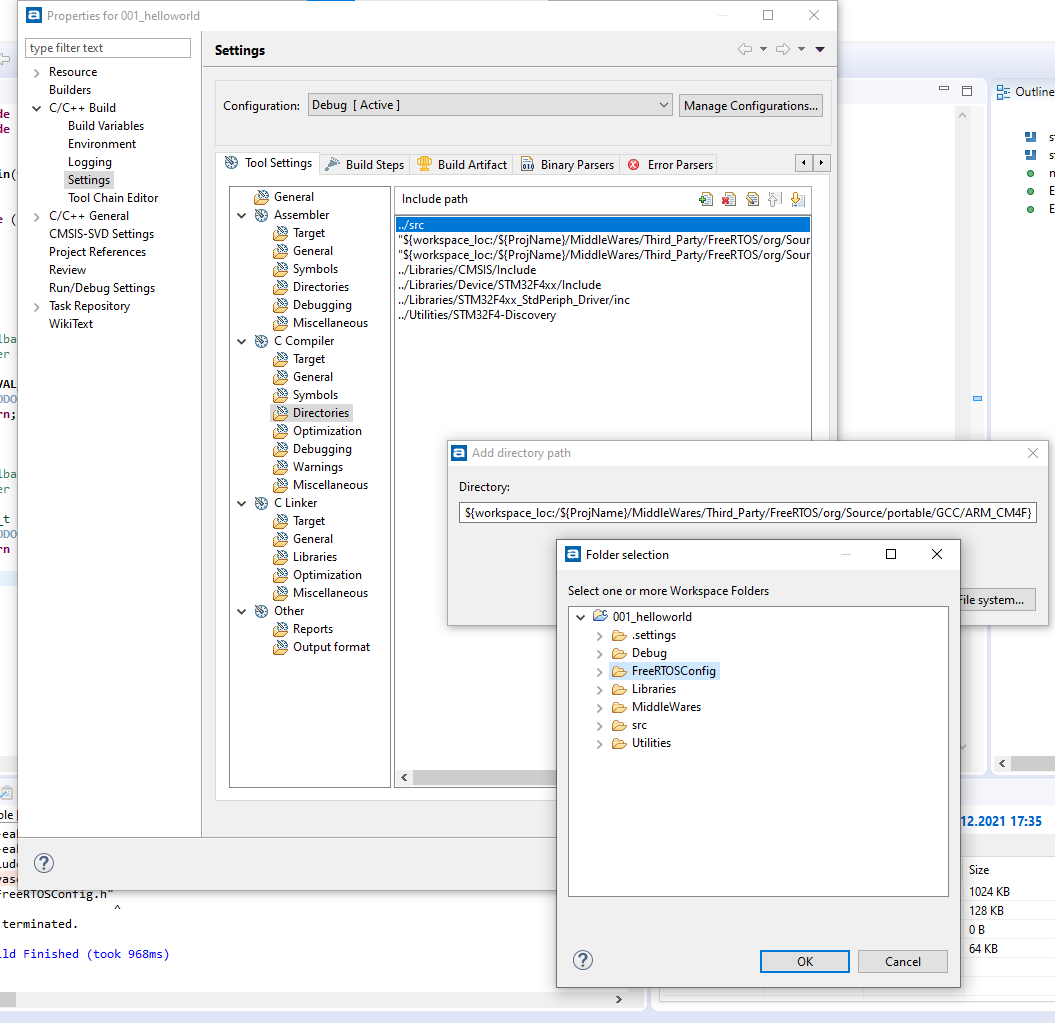 Properties for 001_helloworld
type filter text
Resource
Builders
C/C++ Build
Build Variables
Environment
Logging
Settings
Tool Chain Editor
C/C++ General
CMSIS-SVD Settings
Project References
Review
Run/Debug Settings
Task Repository
WikiText
Settings
Configuration:
Debug [ Active ]
Manage Configurations...
Tool Settings
Build Steps
Build Artifact
Binary Parsers
Error Parsers
General
Assembler
Target
General
Symbols
Directories
Debugging
Miscellaneous
C Compiler
Target
General
Symbols
Directories
Optimization
Debugging
Warnings
Miscellaneous
C Linker
Target
General
Libraries
Optimization
Miscellaneous
Other
Reports
Output format
Include path
../src
"${workspace_loc:/${ProjName}/MiddleWares/Third_Party/FreeRTOS/org/Sour
"${workspace_loc:/${ProjName}/MiddleWares/Third_Party/FreeRTOS/org/Sour
../Libraries/CMSIS/Include
../Libraries/Device/STM32F4xx/Include
../Libraries/STM32F4xx_StdPeriph_Driver/inc
../Utilities/STM32F4-Discovery
Add directory path
Directory:
${workspace_loc:/${ProjName}/MiddleWares/Third_Party/FreeRTOS/org/Source/portable/GCC/ARM_CM4F}
File system...
Folder selection
Select one or more Workspace Folders
001_helloworld
.settings
Debug
FreeRTOSConfig
Libraries
MiddleWares
src
Utilities
OK
Cancel
Outline
12.2021 17:35
Size
1024 KB
128 KB
0 B
64 KB
FreeRTOSConfig.h"
^
terminated.
ld Finished (took 968ms)